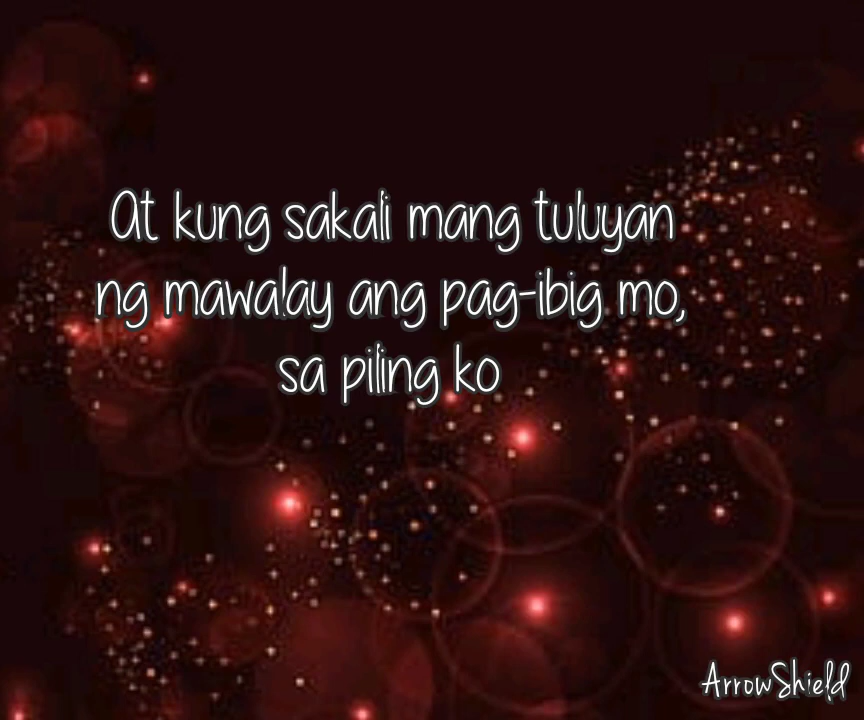 At kung sakali mang tuluyan
ng mawalay ang pag-ibig mo,
sa piling ko
ArrowShield